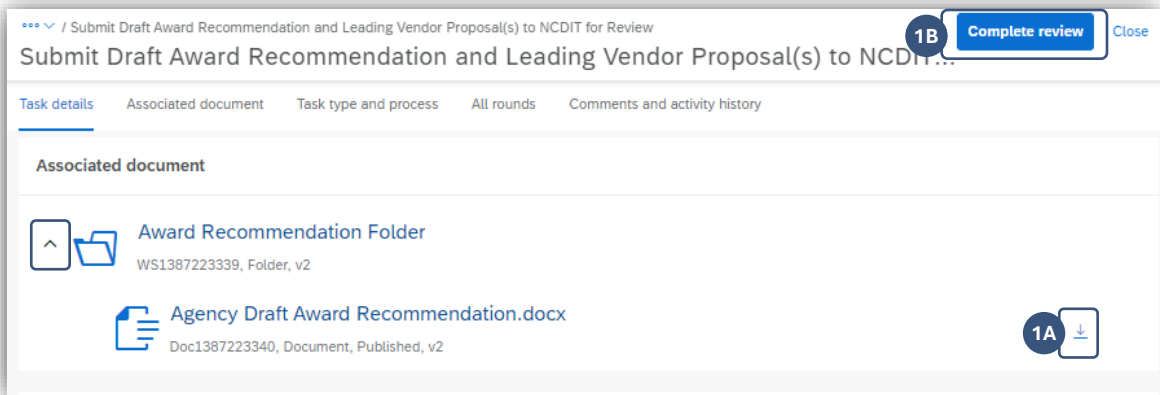 ••• / Submit Draft Award Recommendation and Leading Vendor Proposal(s) to NCDIT for Review
1B Complete review Close
Submit Draft Award Recommendation and Leading Vendor Proposal(s) to NCDIT...
Task details Associated document Task type and process All rounds Comments and activity history
Associated document
Award Recommendation Folder
WS1387223339, Folder, v2
Agency Draft Award Recommendation.docx
1A
Doc1387223340, Document, Published, v2